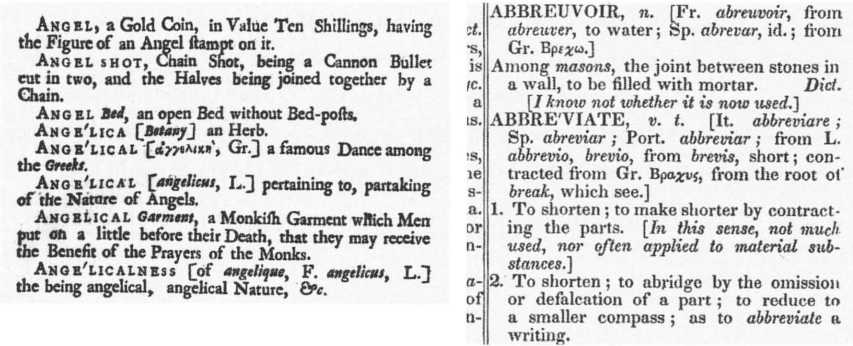 ANGEL, a Gold Coin, in Value Ten Shillings, having
the Figure of an Angel ſtampt on it.
ANGEL SHOT, Chain Shot, being a Cannon Bullet
cut in two, and the Halves being joined together by a
Chain.
ANGEL Bed, an open Bed without Bed-poſts.
ANGE'LICA [Botany] an Herb.
ANGE'LICAL [ἀγγελικὴ, Gr.] a famous Dance among
the Greeks.
ANGE'LICAL [angelicus, L.] pertaining to, partaking
of the Nature of Angels.
ANGELICAL Garment, a Monkiſh Garment which Men
put on a little before their Death, that they may receive
the Benefit of the Prayers of the Monks.
ANGE'LICALNESS [of angelique, F. angelicus, L.]
the being angelical, angelical Nature, &c.
ABBREUVOIR, n. [Fr. abreuvoir, from
abreuver, to water; Sp. abrevar, id.; from
Gr. Βρεχω.]
Among masons, the joint between stones in
a wall, to be filled with mortar. Dict.
[I know not whether it is now used.]
ABBRE'VIATE, v. t. [It. abbreviare;
Sp. abreviar; Port. abbreviar; from L.
abbrevio, brevio, from brevis, short; con-
tracted from Gr. Βραχυς, from the root of
break, which see.]
1. To shorten; to make shorter by contract-
ing the parts. [In this sense, not much
used, nor often applied to material sub-
stances.]
2. To shorten; to abridge by the omission
or defalcation of a part; to reduce to
a smaller compass; as to abbreviate a
writing.